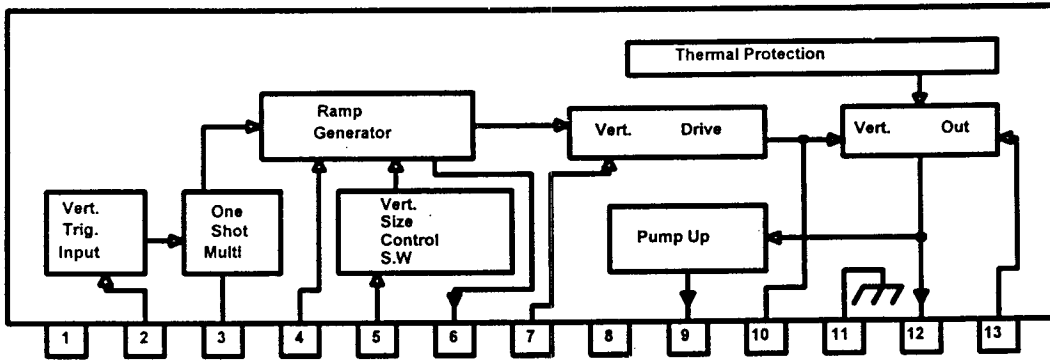 Thermal Protection
Ramp
Generator
Vert. Drive
Vert. Out
Vert.
Trig.
Input
One
Shot
Multi
Vert.
Size
Control
S.W
Pump Up
1 2 3 4 5 6 7 8 9 10 11 12 13